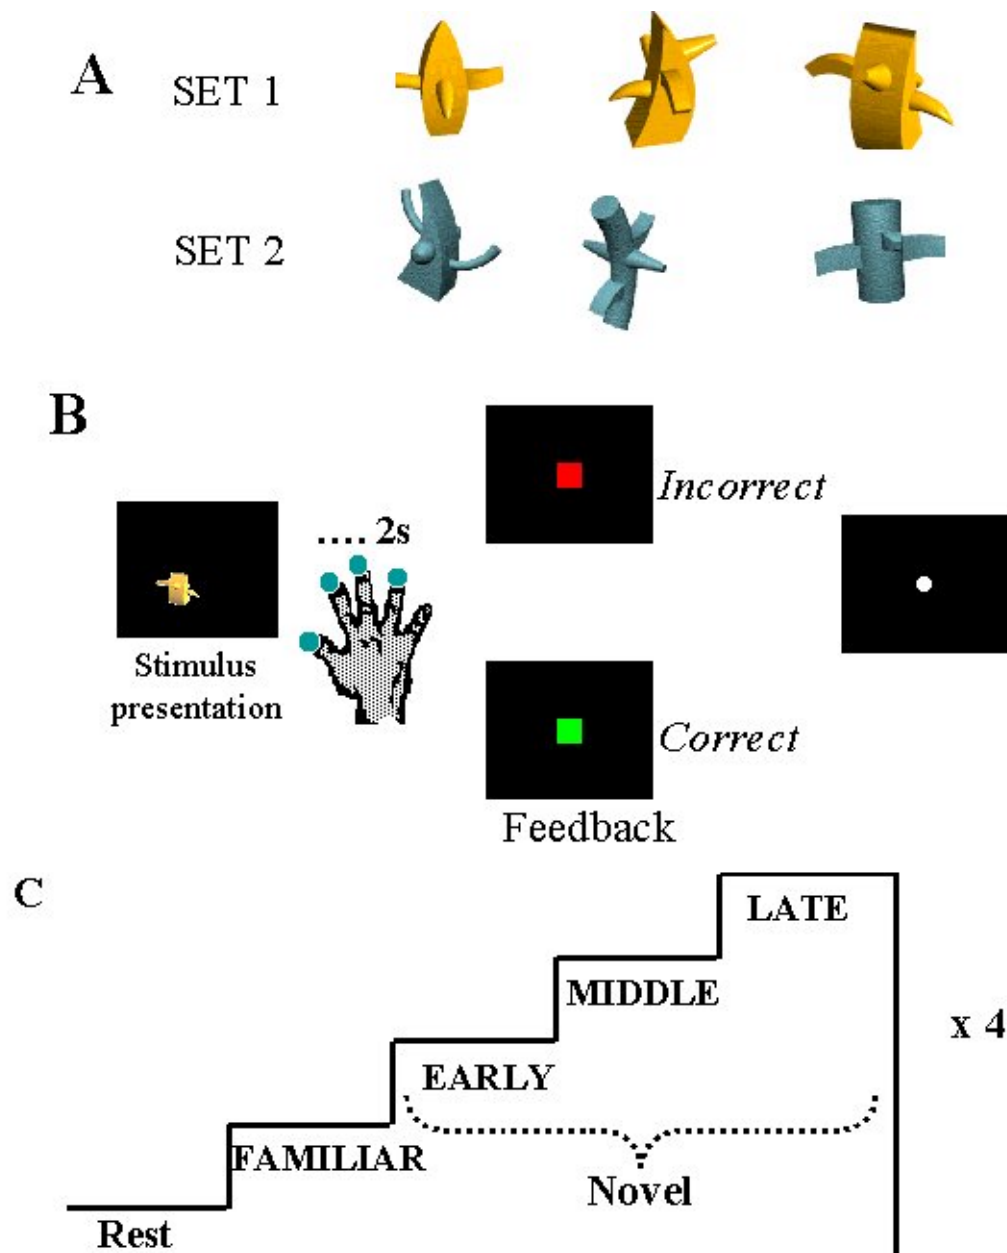 A
SET 1
SET 2
B
.... 2s
Incorrect
Stimulus
presentation
Correct
Feedback
C
LATE
MIDDLE
x 4
EARLY
FAMILIAR
Novel
Rest